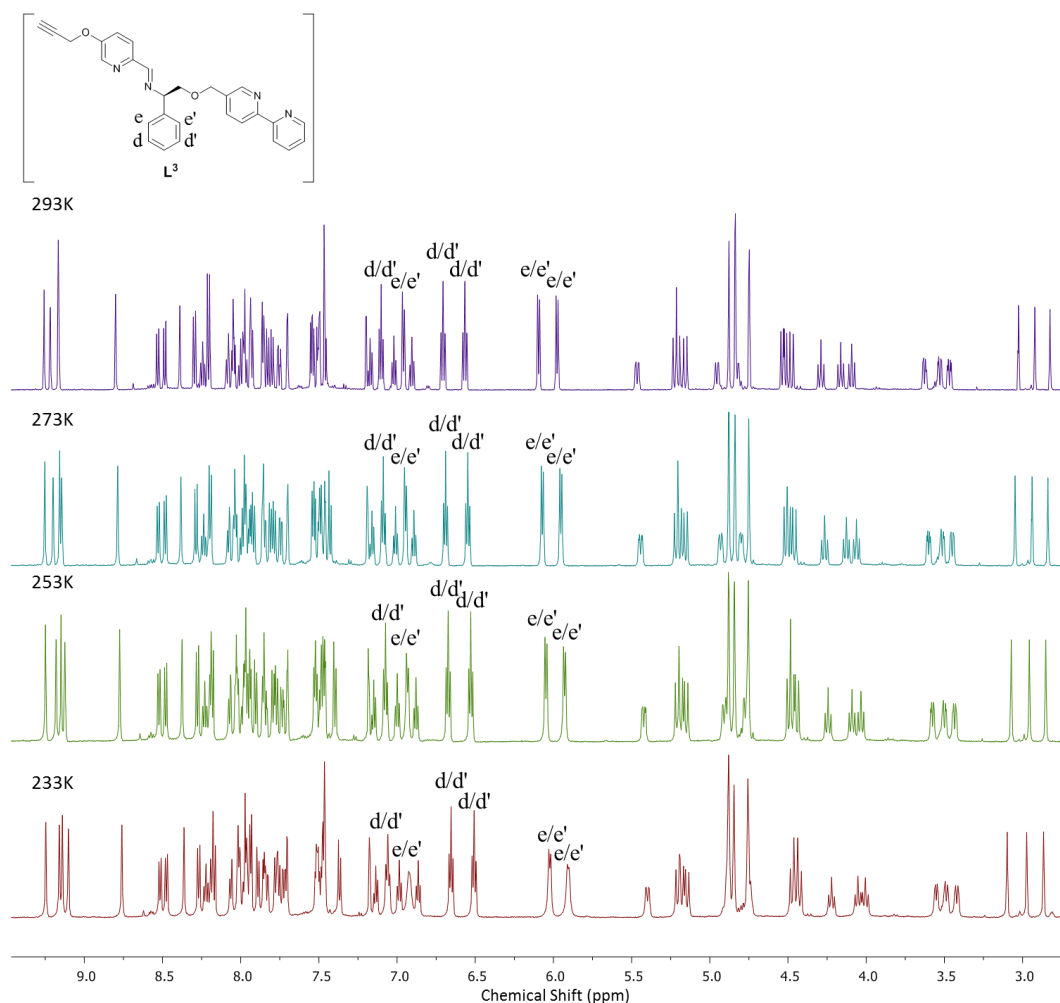 O
N
N
O
N
N
e
e'
d
d'
L³
293K
d/d'
e/e'
d/d'
d/d'
e/e'
e/e'
273K
d/d'
e/e'
d/d'
d/d'
e/e'
e/e'
253K
d/d'
e/e'
d/d'
d/d'
e/e'
e/e'
233K
d/d'
e/e'
d/d'
d/d'
e/e'
e/e'
9.0 8.5 8.0 7.5 7.0 6.5 6.0 5.5 5.0 4.5 4.0 3.5 3.0
Chemical Shift (ppm)